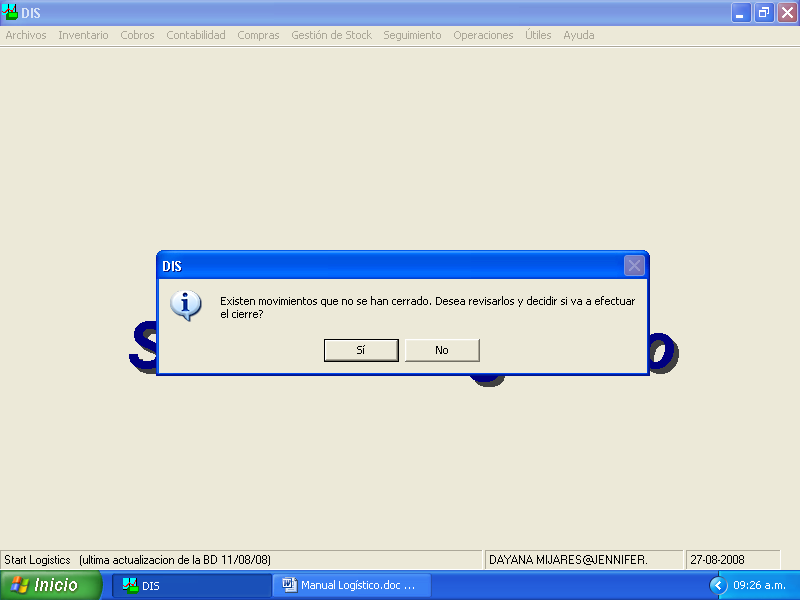 DIS
Archivos Inventario Cobros Contabilidad Compras Gestión de Stock Seguimiento Operaciones Útiles Ayuda
DIS
Existen movimientos que no se han cerrado. Desea revisarlos y decidir si va a efectuar
el cierre?
Sí No
Start Logistics (ultima actualizacion de la BD 11/08/08) DAYANA MIJARES@JENNIFER. 27-08-2008
Inicio DIS Manual Logístico.doc ... 09:26 a.m.